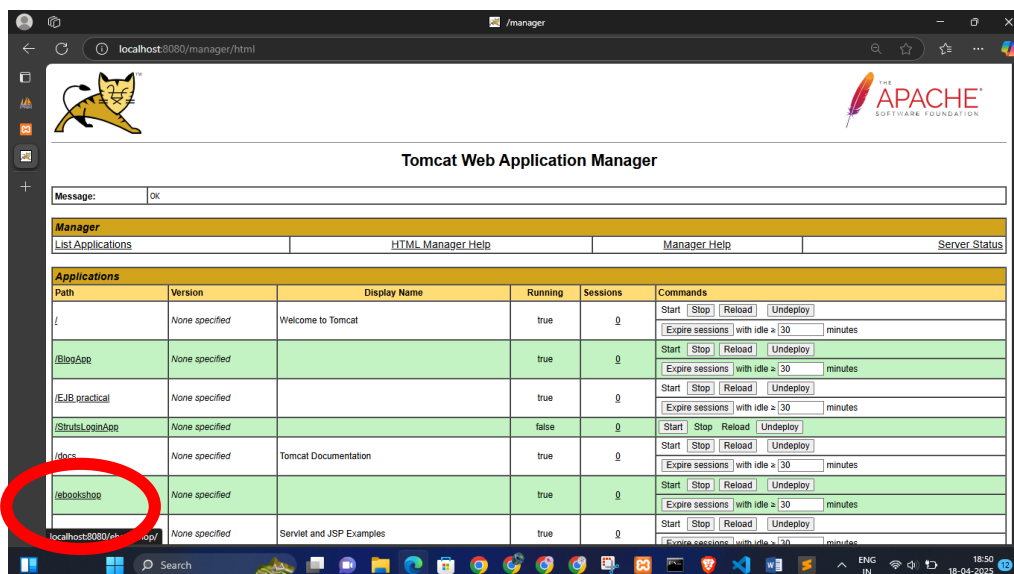 /manager
localhost:8080/manager/html
THE
APACHE®
SOFTWARE FOUNDATION
Tomcat Web Application Manager
Message: OK
Manager
List Applications HTML Manager Help Manager Help Server Status
Applications
Path Version Display Name Running Sessions Commands
/ None specified Welcome to Tomcat true 0 Start Stop Reload Undeploy
Expire sessions with idle ≥ 30 minutes
/BlogApp None specified true 0 Start Stop Reload Undeploy
Expire sessions with idle ≥ 30 minutes
/EJB practical None specified true 0 Start Stop Reload Undeploy
Expire sessions with idle ≥ 30 minutes
/StrutsLoginApp None specified false 0 Start Stop Reload Undeploy
/docs None specified Tomcat Documentation true 0 Start Stop Reload Undeploy
Expire sessions with idle ≥ 30 minutes
/ebookshop None specified true 0 Start Stop Reload Undeploy
Expire sessions with idle ≥ 30 minutes
None specified Servlet and JSP Examples true 0 Start Stop Reload Undeploy
Expire sessions with idle ≥ 30 minutes
Search
ENG
IN
18:50
18-04-2025
12